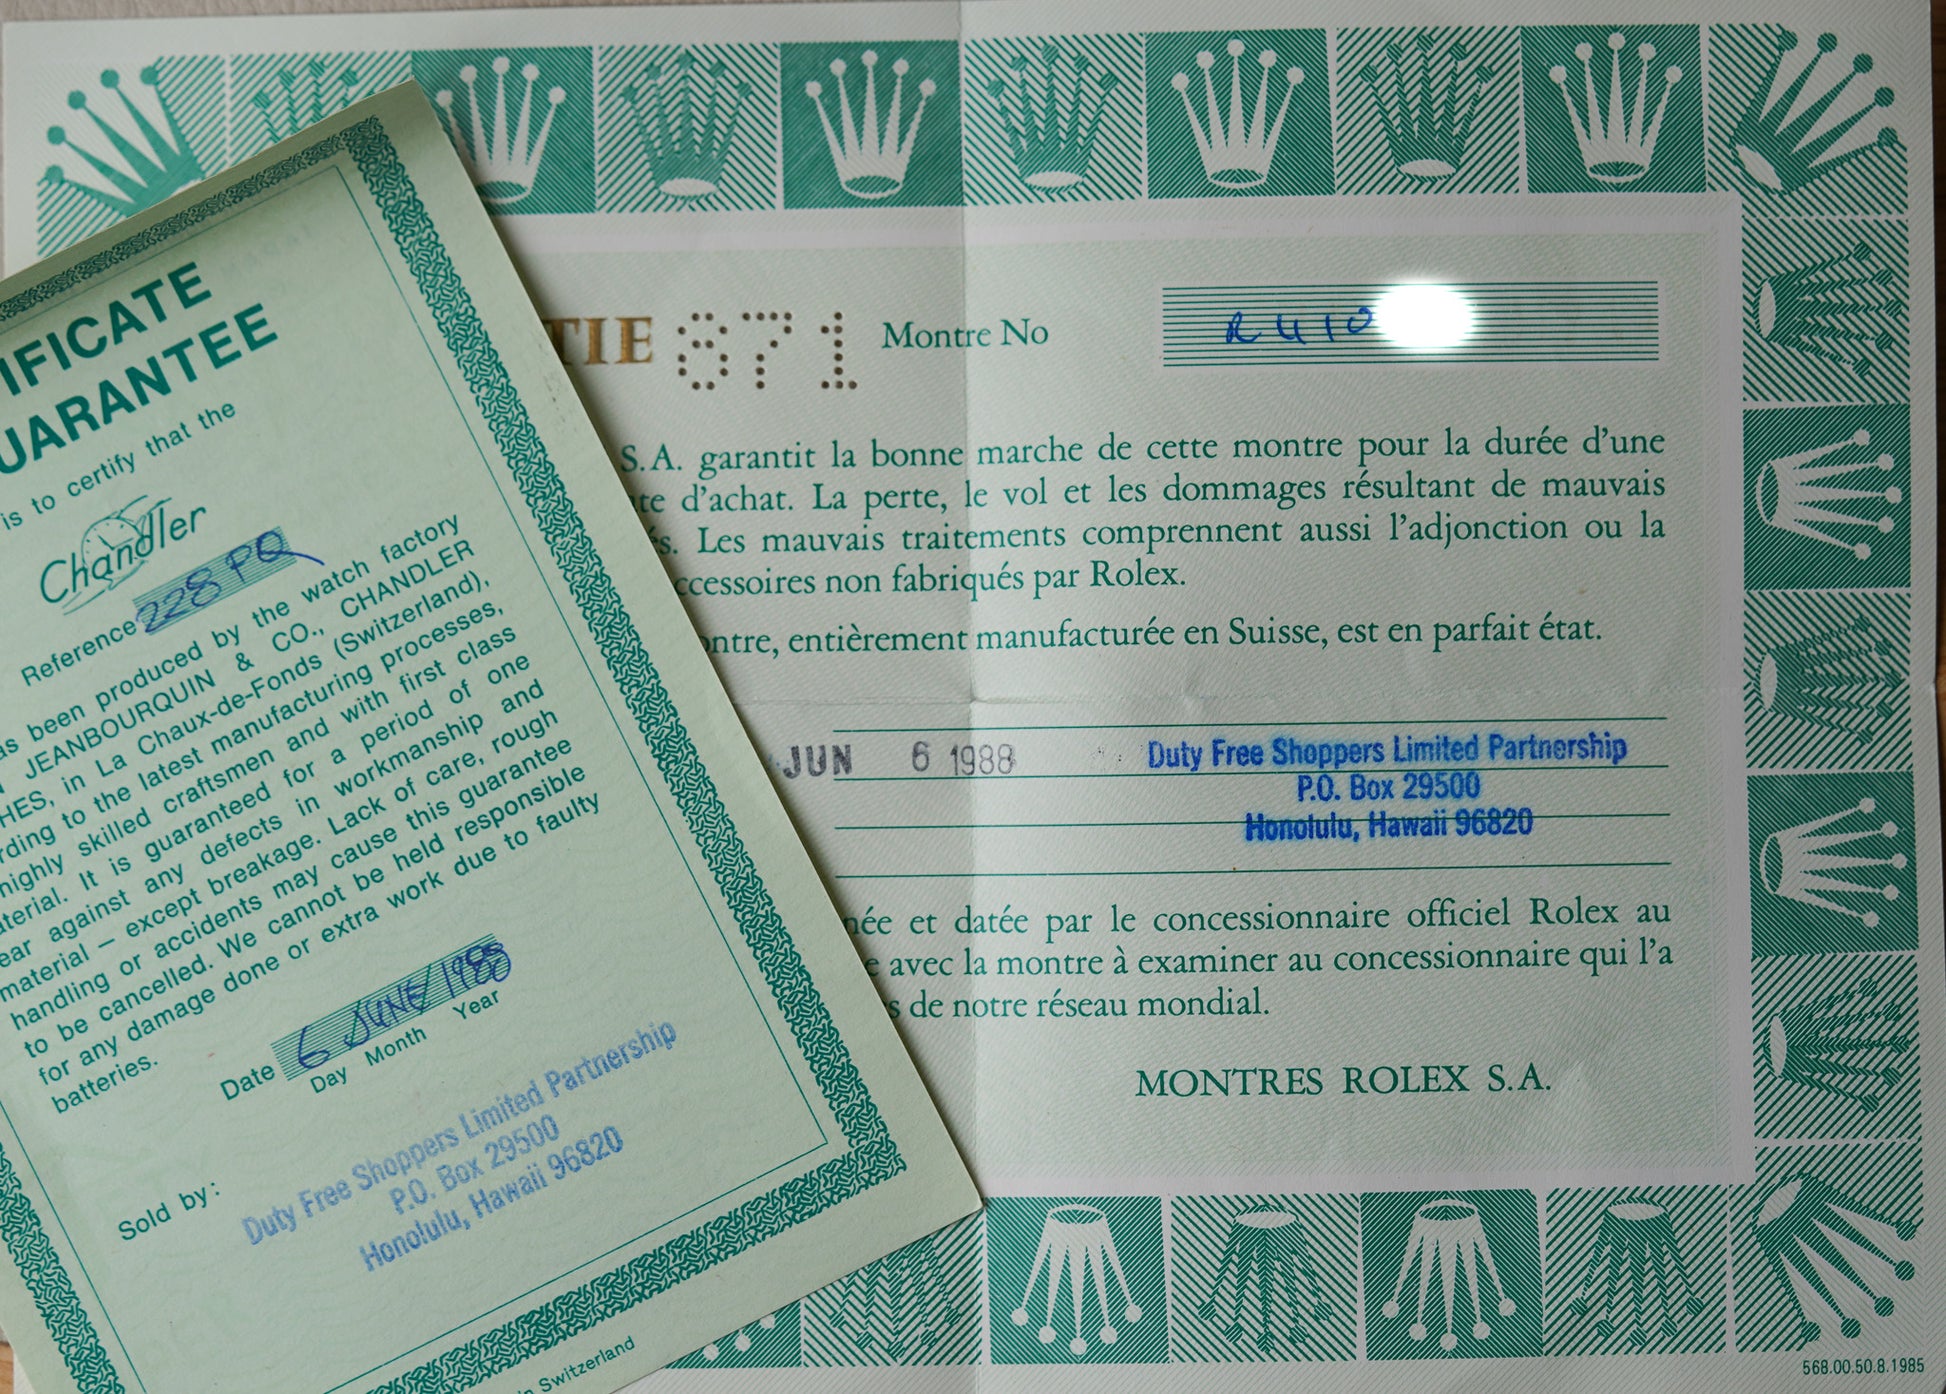 IFICATE
UARANTEE
is to certify that the
Chandler
Reference 228 PQ
as been produced by the watch factory
JEANBOURQUIN & CO., CHANDLER
HES, in La Chaux-de-Fonds (Switzerland),
rding to the latest manufacturing processes,
highly skilled craftsmen and with first class
aterial. It is guaranteed for a period of one
ear against any defects in workmanship and
material – except breakage. Lack of care, rough
handling or accidents may cause this guarantee
to be cancelled. We cannot be held responsible
for any damage done or extra work due to faulty
batteries.
Date 6 JUNE/1988
Day Month Year
Sold by:
Duty Free Shoppers Limited Partnership
P.O. Box 29500
Honolulu, Hawaii 96820
in Switzerland
TIE 871 Montre No R410
S.A. garantit la bonne marche de cette montre pour la durée d'une
te d'achat. La perte, le vol et les dommages résultant de mauvais
és. Les mauvais traitements comprennent aussi l'adjonction ou la
ccessoires non fabriqués par Rolex.
ontre, entièrement manufacturée en Suisse, est en parfait état.
JUN 6 1988
Duty Free Shoppers Limited Partnership
P.O. Box 29500
Honolulu, Hawaii 96820
née et datée par le concessionnaire officiel Rolex au
e avec la montre à examiner au concessionnaire qui l'a
s de notre réseau mondial.
MONTRES ROLEX S.A.
568.00.50.8.1985